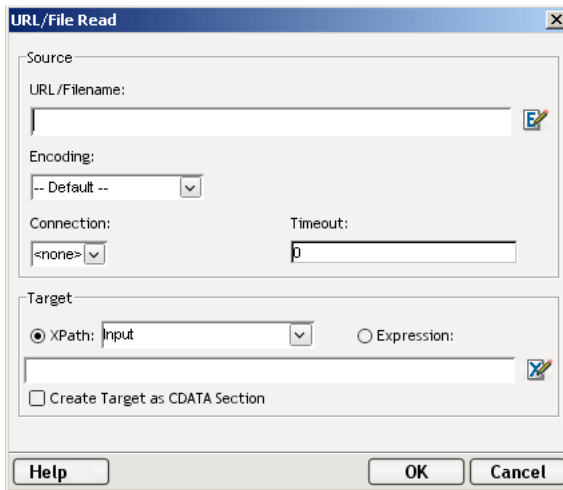 URL/File Read
Source
URL/Filename:
Encoding:
-- Default --
Connection: Timeout:
<none> 0
Target
XPath: Input Expression:
Create Target as CDATA Section
Help OK Cancel